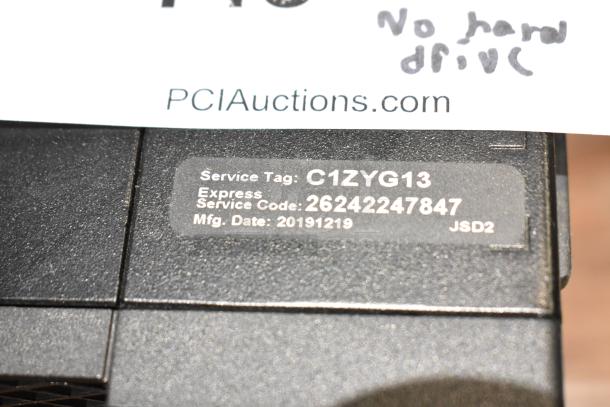 No hard
drive
PCIAuctions.com
Service Tag: C1ZYG13
Express
Service Code: 26242247847
Mfg. Date: 20191219 JSD2